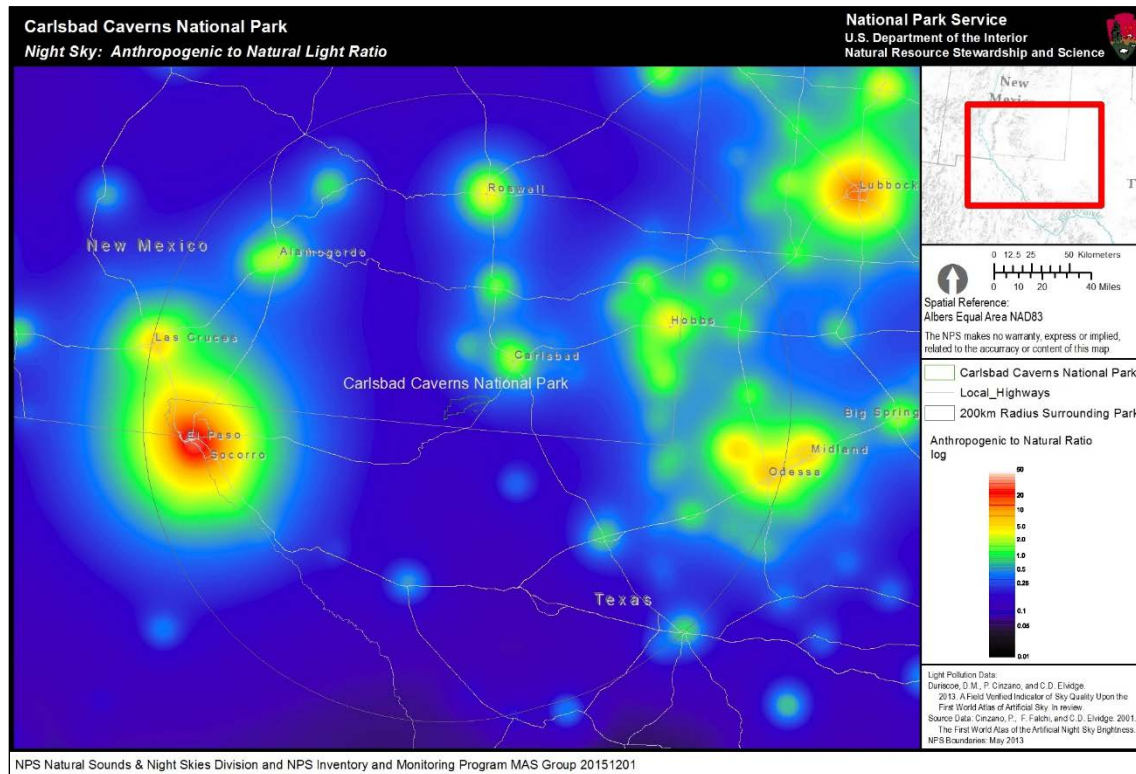 Carlsbad Caverns National Park
Night Sky: Anthropogenic to Natural Light Ratio
National Park Service
U.S. Department of the Interior
Natural Resource Stewardship and Science
New
Mexico
T
Roswell
Lubbock
New Mexico
Alamogordo
Las Cruces
Hobbs
Carlsbad
Carlsbad Caverns National Park
Big Spring
El Paso
Socorro
Midland
Odessa
Texas
0 12.5 25 50 Kilometers
0 10 20 40 Miles
Spatial Reference:
Albers Equal Area NAD83
The NPS makes no warranty, express or implied,
related to the accurracy or content of this map.
Carlsbad Caverns National Park
Local_Highways
200km Radius Surrounding Park
Anthropogenic to Natural Ratio
log
50
20
10
5.0
2.0
1.0
0.5
0.25
0.1
0.05
0.01
Light Pollution Data:
Duriscoe, D.M., P. Cinzano, and C.D. Elvidge.
2013. A Field Verified Indicator of Sky Quality Upon the
First World Atlas of Artificial Sky. In review.
Source Data: Cinzano, P., F. Falchi, and C.D. Elvidge. 2001.
The First World Atlas of the Artificial Night Sky Brightness.
NPS Boundaries: May 2013
NPS Natural Sounds & Night Skies Division and NPS Inventory and Monitoring Program MAS Group 20151201